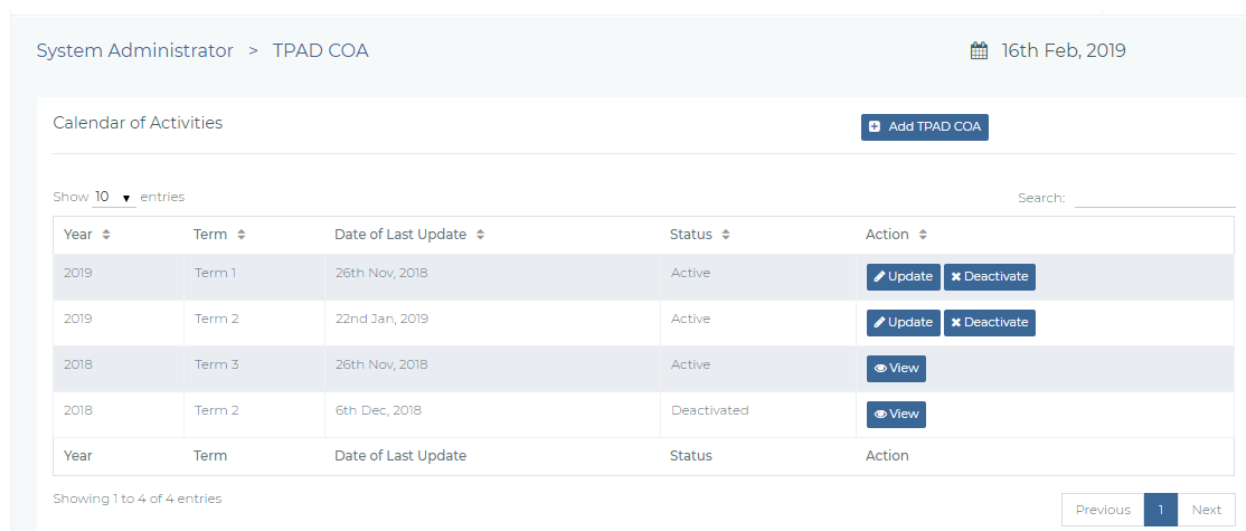 System Administrator > TPAD COA 16th Feb, 2019
Calendar of Activities Add TPAD COA
Show 10 entries Search:
Year Term Date of Last Update Status Action
2019 Term 1 26th Nov, 2018 Active Update Deactivate
2019 Term 2 22nd Jan, 2019 Active Update Deactivate
2018 Term 3 26th Nov, 2018 Active View
2018 Term 2 6th Dec, 2018 Deactivated View
Year Term Date of Last Update Status Action
Showing 1 to 4 of 4 entries
Previous 1 Next